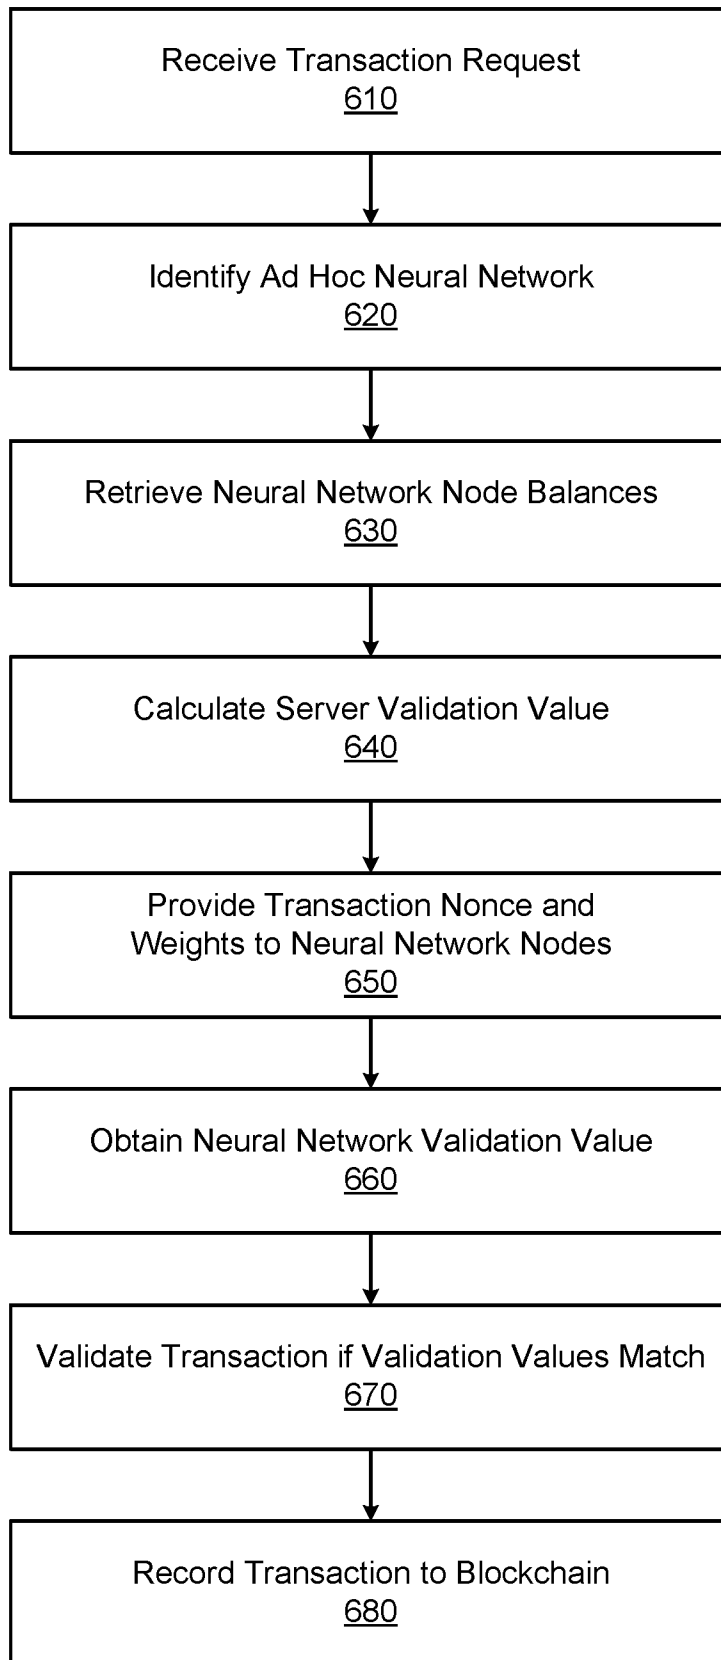 Receive Transaction Request
610
Identify Ad Hoc Neural Network
620
Retrieve Neural Network Node Balances
630
Calculate Server Validation Value
640
Provide Transaction Nonce and
Weights to Neural Network Nodes
650
Obtain Neural Network Validation Value
660
Validate Transaction if Validation Values Match
670
Record Transaction to Blockchain
680